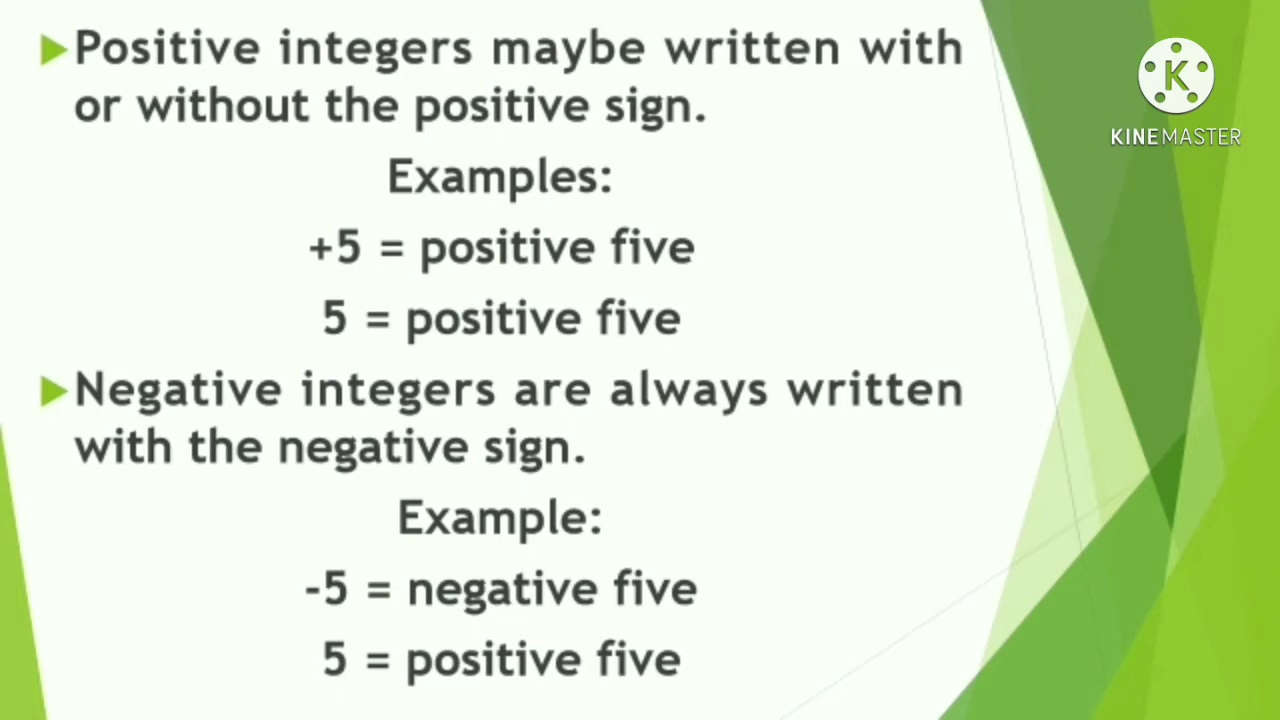 Positive integers maybe written with
or without the positive sign.
Examples:
+5 = positive five
5 = positive five
Negative integers are always written
with the negative sign.
Example:
-5 = negative five
5 = positive five
K
KINEMASTER